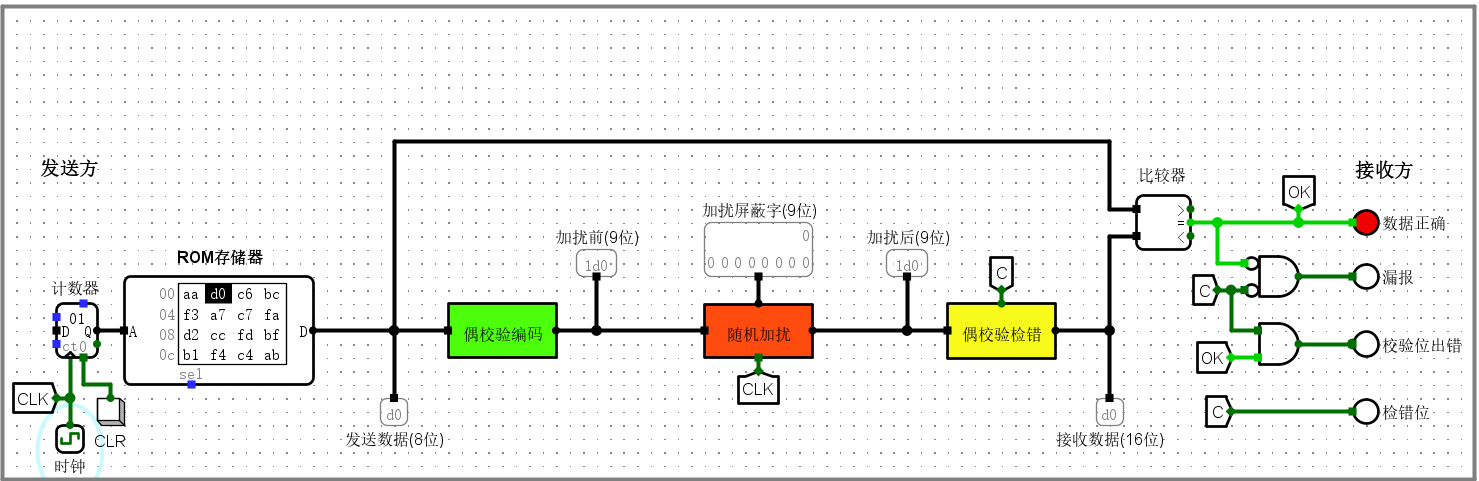 发送方
接收方
比较器
OK
加扰屏蔽字(9位)
0
0 0 0 0 0 0 0 0
加扰前(9位)
1d0
加扰后(9位)
1d0
> = <
数据正确
ROM存储器
计数器
00 aa d0 c6 bc
04 f3 a7 c7 fa
08 d2 cc fd bf
0c b1 f4 c4 ab
A
D
sel
01
D Q
ct0
C
C
漏报
偶校验编码
随机加扰
偶校验检错
OK
校验位出错
CLK
CLK
CLR
时钟
d0
发送数据(8位)
d0
接收数据(16位)
C
检错位